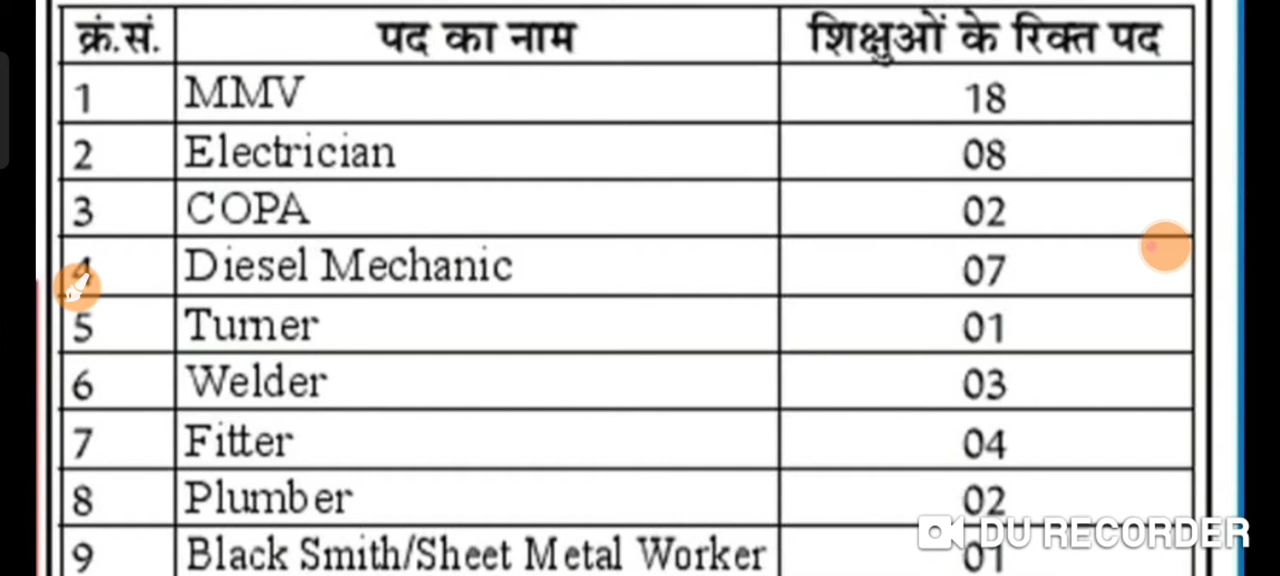 क्रं.सं. पद का नाम शिक्षुओं के रिक्त पद
1 MMV 18
2 Electrician 08
3 COPA 02
4 Diesel Mechanic 07
5 Turner 01
6 Welder 03
7 Fitter 04
8 Plumber 02
9 Black Smith/Sheet Metal Worker 01
DU RECORDER